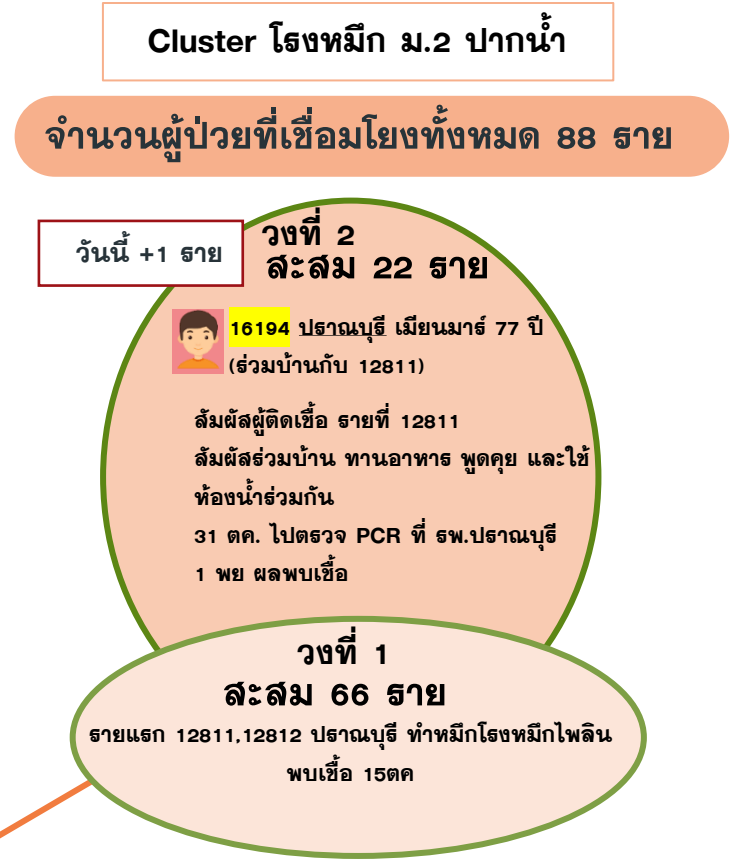 Cluster โรงหมึก ม.2 ปากน้ำ
จำนวนผู้ป่วยที่เชื่อมโยงทั้งหมด 88 ราย
วันนี้ +1 ราย
วงที่ 2
สะสม 22 ราย
16194 ปราณบุรี เมียนมาร์ 77 ปี
(ร่วมบ้านกับ 12811)
สัมผัสผู้ติดเชื้อ รายที่ 12811
สัมผัสร่วมบ้าน ทานอาหาร พูดคุย และใช้
ห้องน้ำร่วมกัน
31 ตค. ไปตรวจ PCR ที่ รพ.ปราณบุรี
1 พย ผลพบเชื้อ
วงที่ 1
สะสม 66 ราย
รายแรก 12811,12812 ปราณบุรี ทำหมึกโรงหมึกไพลิน
พบเชื้อ 15ตค